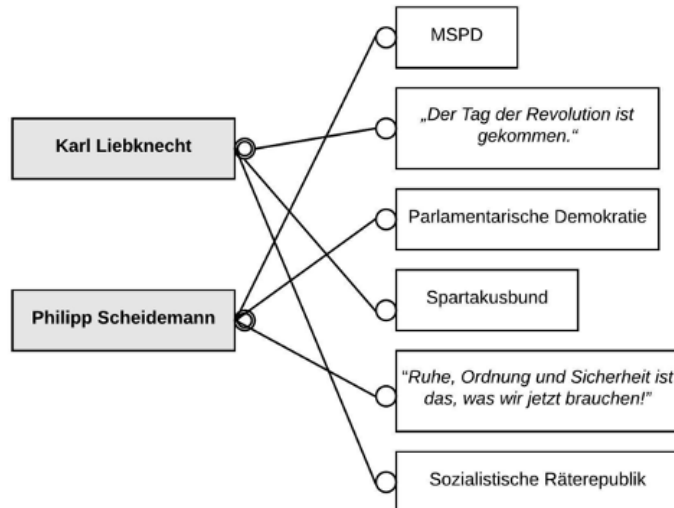 MSPD
„Der Tag der Revolution ist
gekommen.“
Karl Liebknecht
Parlamentarische Demokratie
Spartakusbund
Philipp Scheidemann
“Ruhe, Ordnung und Sicherheit ist
das, was wir jetzt brauchen!”
Sozialistische Räterepublik